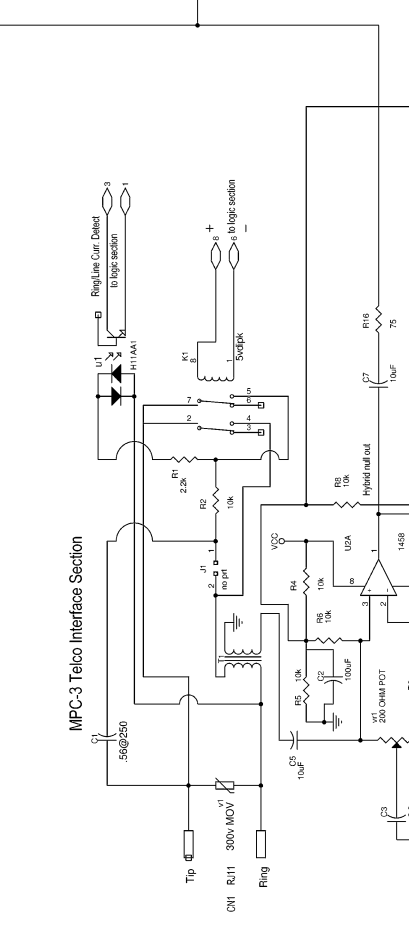 MPC-3 Telco Interface Section
Ring/Line Curr. Detect
to logic section
3
1
U1
H11AA1
+
to logic section
-
8
6
K1
8
1
5vdipk
7
5
6
2
4
3
R1
2.2k
R2
10k
J1
1
2
no prt
T1
C1
.56@250
Tip
v1
300v MOV
CN1 RJ11
Ring
R16
75
C7
10uF
Hybrid null out
R8
10k
VCC
U2A
1458
8
1
3
2
+
-
R4
10k
R6
10k
R5
10k
C2
100uF
C5
10uF
vr1
200 OHM POT
C3